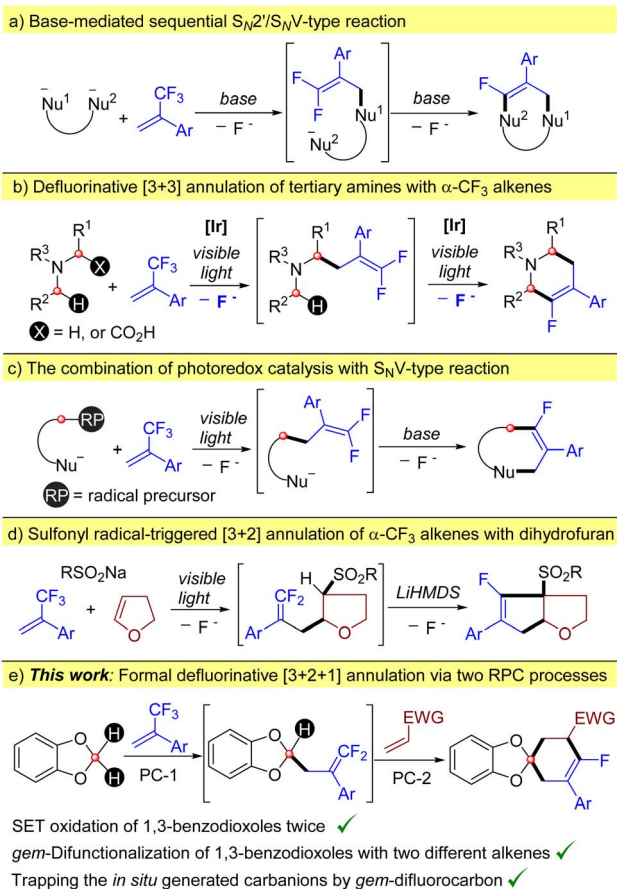 a) Base-mediated sequential S_N2'/S_NV-type reaction
⁻Nu¹ ⁻Nu² + CF₃ Ar base − F⁻ [ Ar F F Nu¹ ⁻Nu² ] base − F⁻ Ar F Nu² Nu¹
b) Defluorinative [3+3] annulation of tertiary amines with α-CF₃ alkenes
R¹ R³ N X R² H + CF₃ Ar [Ir] visible light − F⁻ [ R¹ Ar R³ N F F R² H ] [Ir] visible light − F⁻ R¹ R³ N R² Ar F
X = H, or CO₂H
c) The combination of photoredox catalysis with S_NV-type reaction
RP Nu⁻ + CF₃ Ar visible light − F⁻ [ Ar F F Nu⁻ ] base − F⁻ F Ar Nu
RP = radical precursor
d) Sulfonyl radical-triggered [3+2] annulation of α-CF₃ alkenes with dihydrofuran
CF₃ Ar + RSO₂Na O visible light − F⁻ [ CF₂ H SO₂R Ar O ] LiHMDS − F⁻ F SO₂R Ar O
e) This work: Formal defluorinative [3+2+1] annulation via two RPC processes
O O H H CF₃ Ar PC-1 [ O O H CF₂ Ar ] EWG PC-2 O O EWG F Ar
SET oxidation of 1,3-benzodioxoles twice ✓
gem-Difunctionalization of 1,3-benzodioxoles with two different alkenes ✓
Trapping the in situ generated carbanions by gem-difluorocarbon ✓